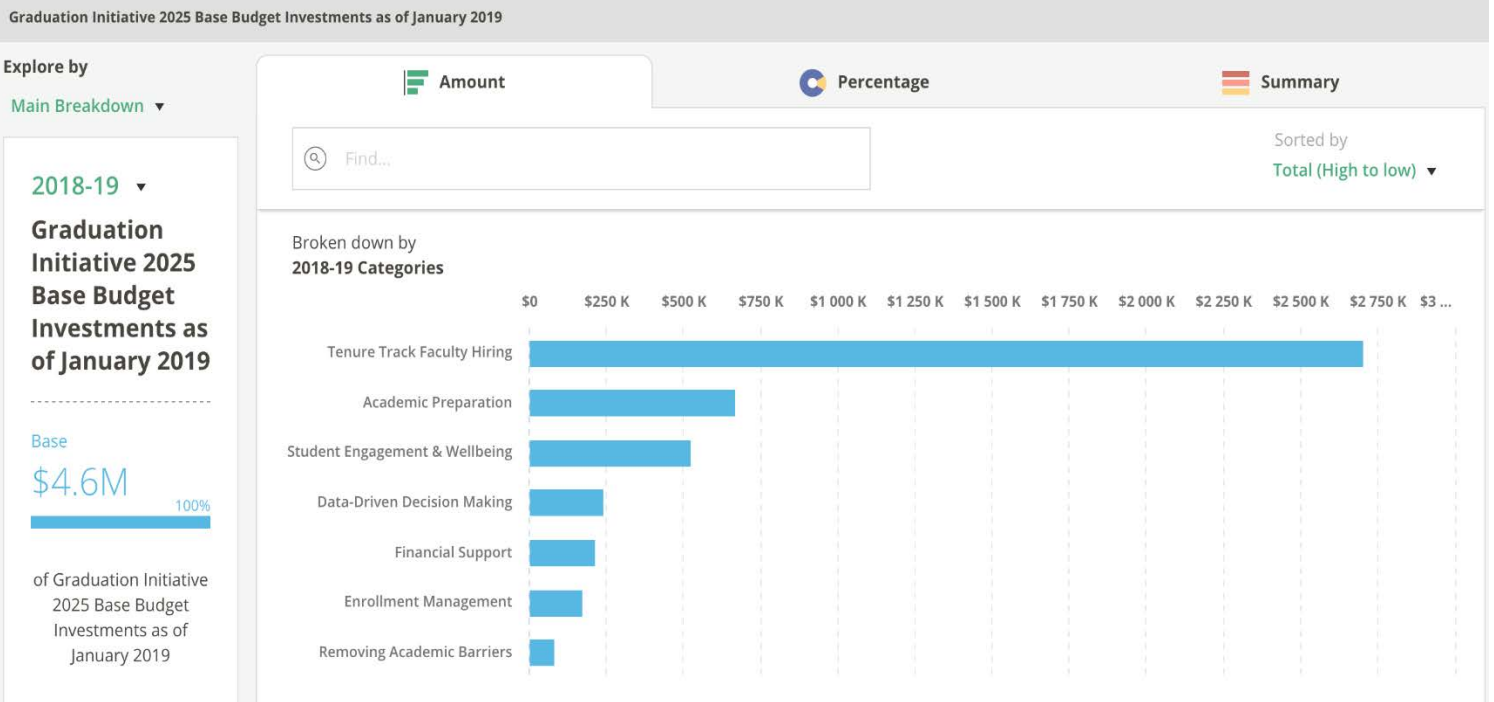 Graduation Initiative 2025 Base Budget Investments as of January 2019
Explore by
Main Breakdown
2018-19
Graduation
Initiative 2025
Base Budget
Investments as
of January 2019
Base
$4.6M
100%
of Graduation Initiative
2025 Base Budget
Investments as of
January 2019
Amount
Percentage
Summary
Find...
Sorted by
Total (High to low)
Broken down by
2018-19 Categories
$0 $250 K $500 K $750 K $1 000 K $1 250 K $1 500 K $1 750 K $2 000 K $2 250 K $2 500 K $2 750 K $3 ...
Tenure Track Faculty Hiring
Academic Preparation
Student Engagement & Wellbeing
Data-Driven Decision Making
Financial Support
Enrollment Management
Removing Academic Barriers